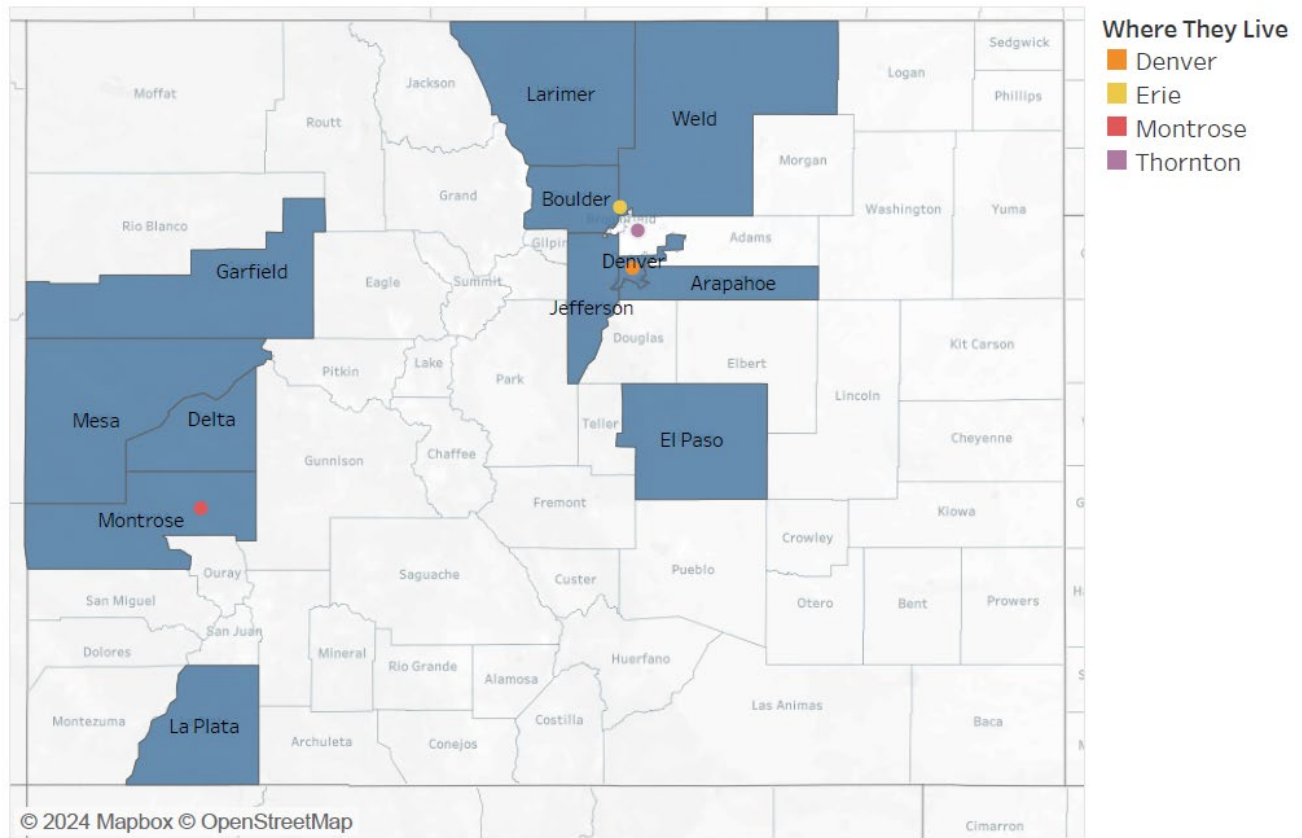 Where They Live
Denver
Erie
Montrose
Thornton
Sedgwick
Logan
Phillips
Jackson
Moffat
Larimer
Routt
Weld
Morgan
Grand
Boulder
Washington
Yuma
Rio Blanco
Adams
Gilpin
Denver
Garfield
Eagle
Summit
Arapahoe
Jefferson
Douglas
Kit Carson
Elbert
Lake
Pitkin
Park
Lincoln
Mesa
Delta
Teller
El Paso
Cheyenne
Chaffee
Gunnison
Fremont
Kiowa
Montrose
Crowley
Pueblo
Ouray
Saguache
Custer
San Miguel
Otero
Bent
Prowers
San Juan
Dolores
Mineral
Rio Grande
Huerfano
Alamosa
Las Animas
Montezuma
La Plata
Costilla
Baca
Archuleta
Conejos
© 2024 Mapbox © OpenStreetMap
Cimarron